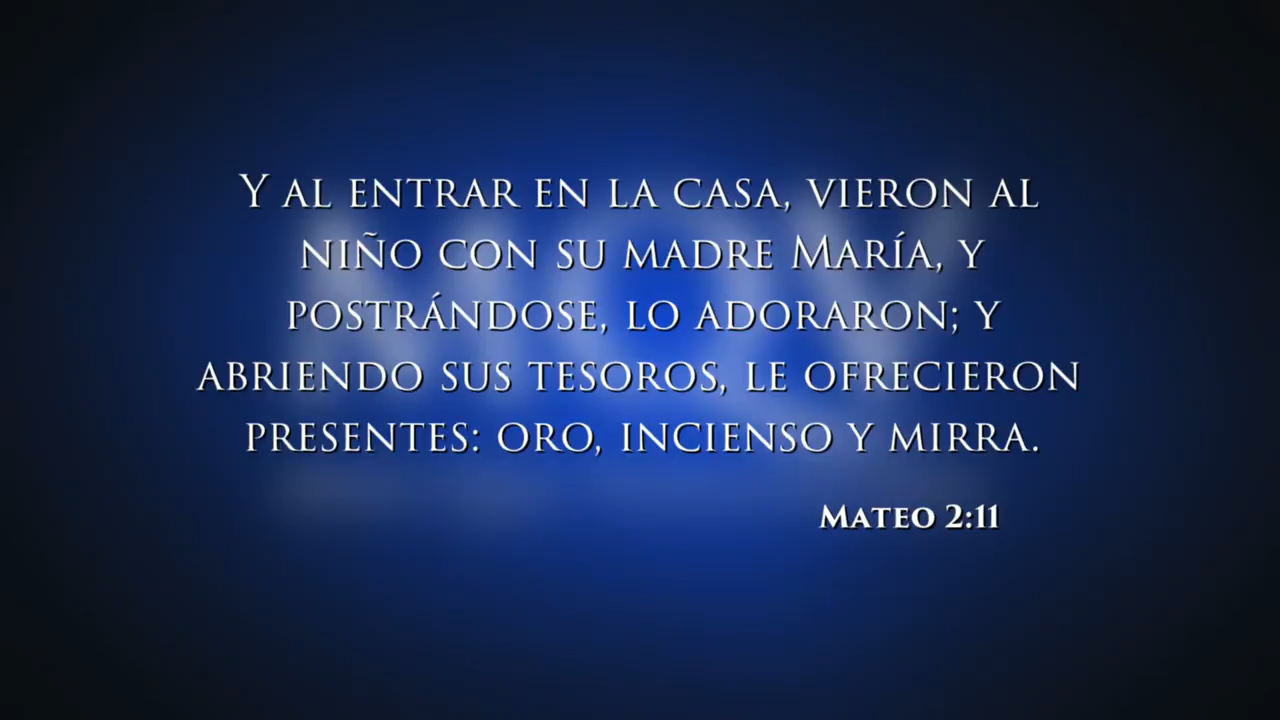 Y AL ENTRAR EN LA CASA, VIERON AL
NIÑO CON SU MADRE MARÍA, Y
POSTRÁNDOSE, LO ADORARON; Y
ABRIENDO SUS TESOROS, LE OFRECIERON
PRESENTES: ORO, INCIENSO Y MIRRA.
MATEO 2:11